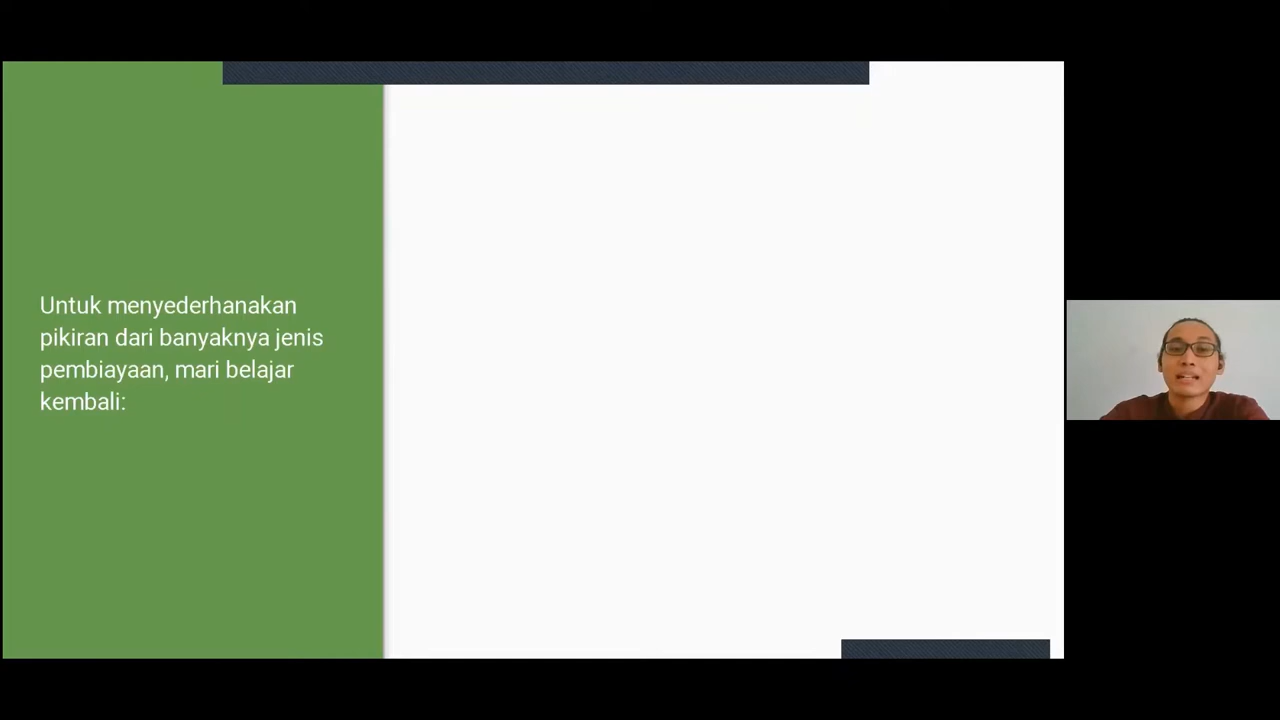 Untuk menyederhanakan
pikiran dari banyaknya jenis
pembiayaan, mari belajar
kembali: